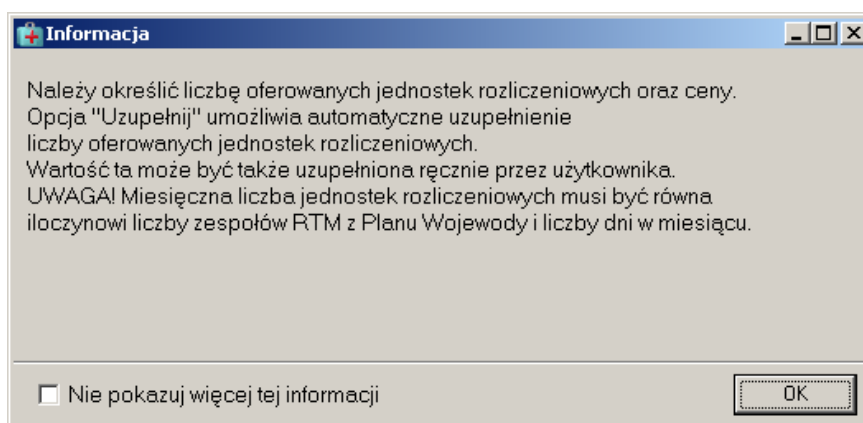 Informacja
Należy określić liczbę oferowanych jednostek rozliczeniowych oraz ceny.
Opcja "Uzupełnij" umożliwia automatyczne uzupełnienie
liczby oferowanych jednostek rozliczeniowych.
Wartość ta może być także uzupełniona ręcznie przez użytkownika.
UWAGA! Miesięczna liczba jednostek rozliczeniowych musi być równa
iloczynowi liczby zespołów RTM z Planu Wojewody i liczby dni w miesiącu.
Nie pokazuj więcej tej informacji
OK